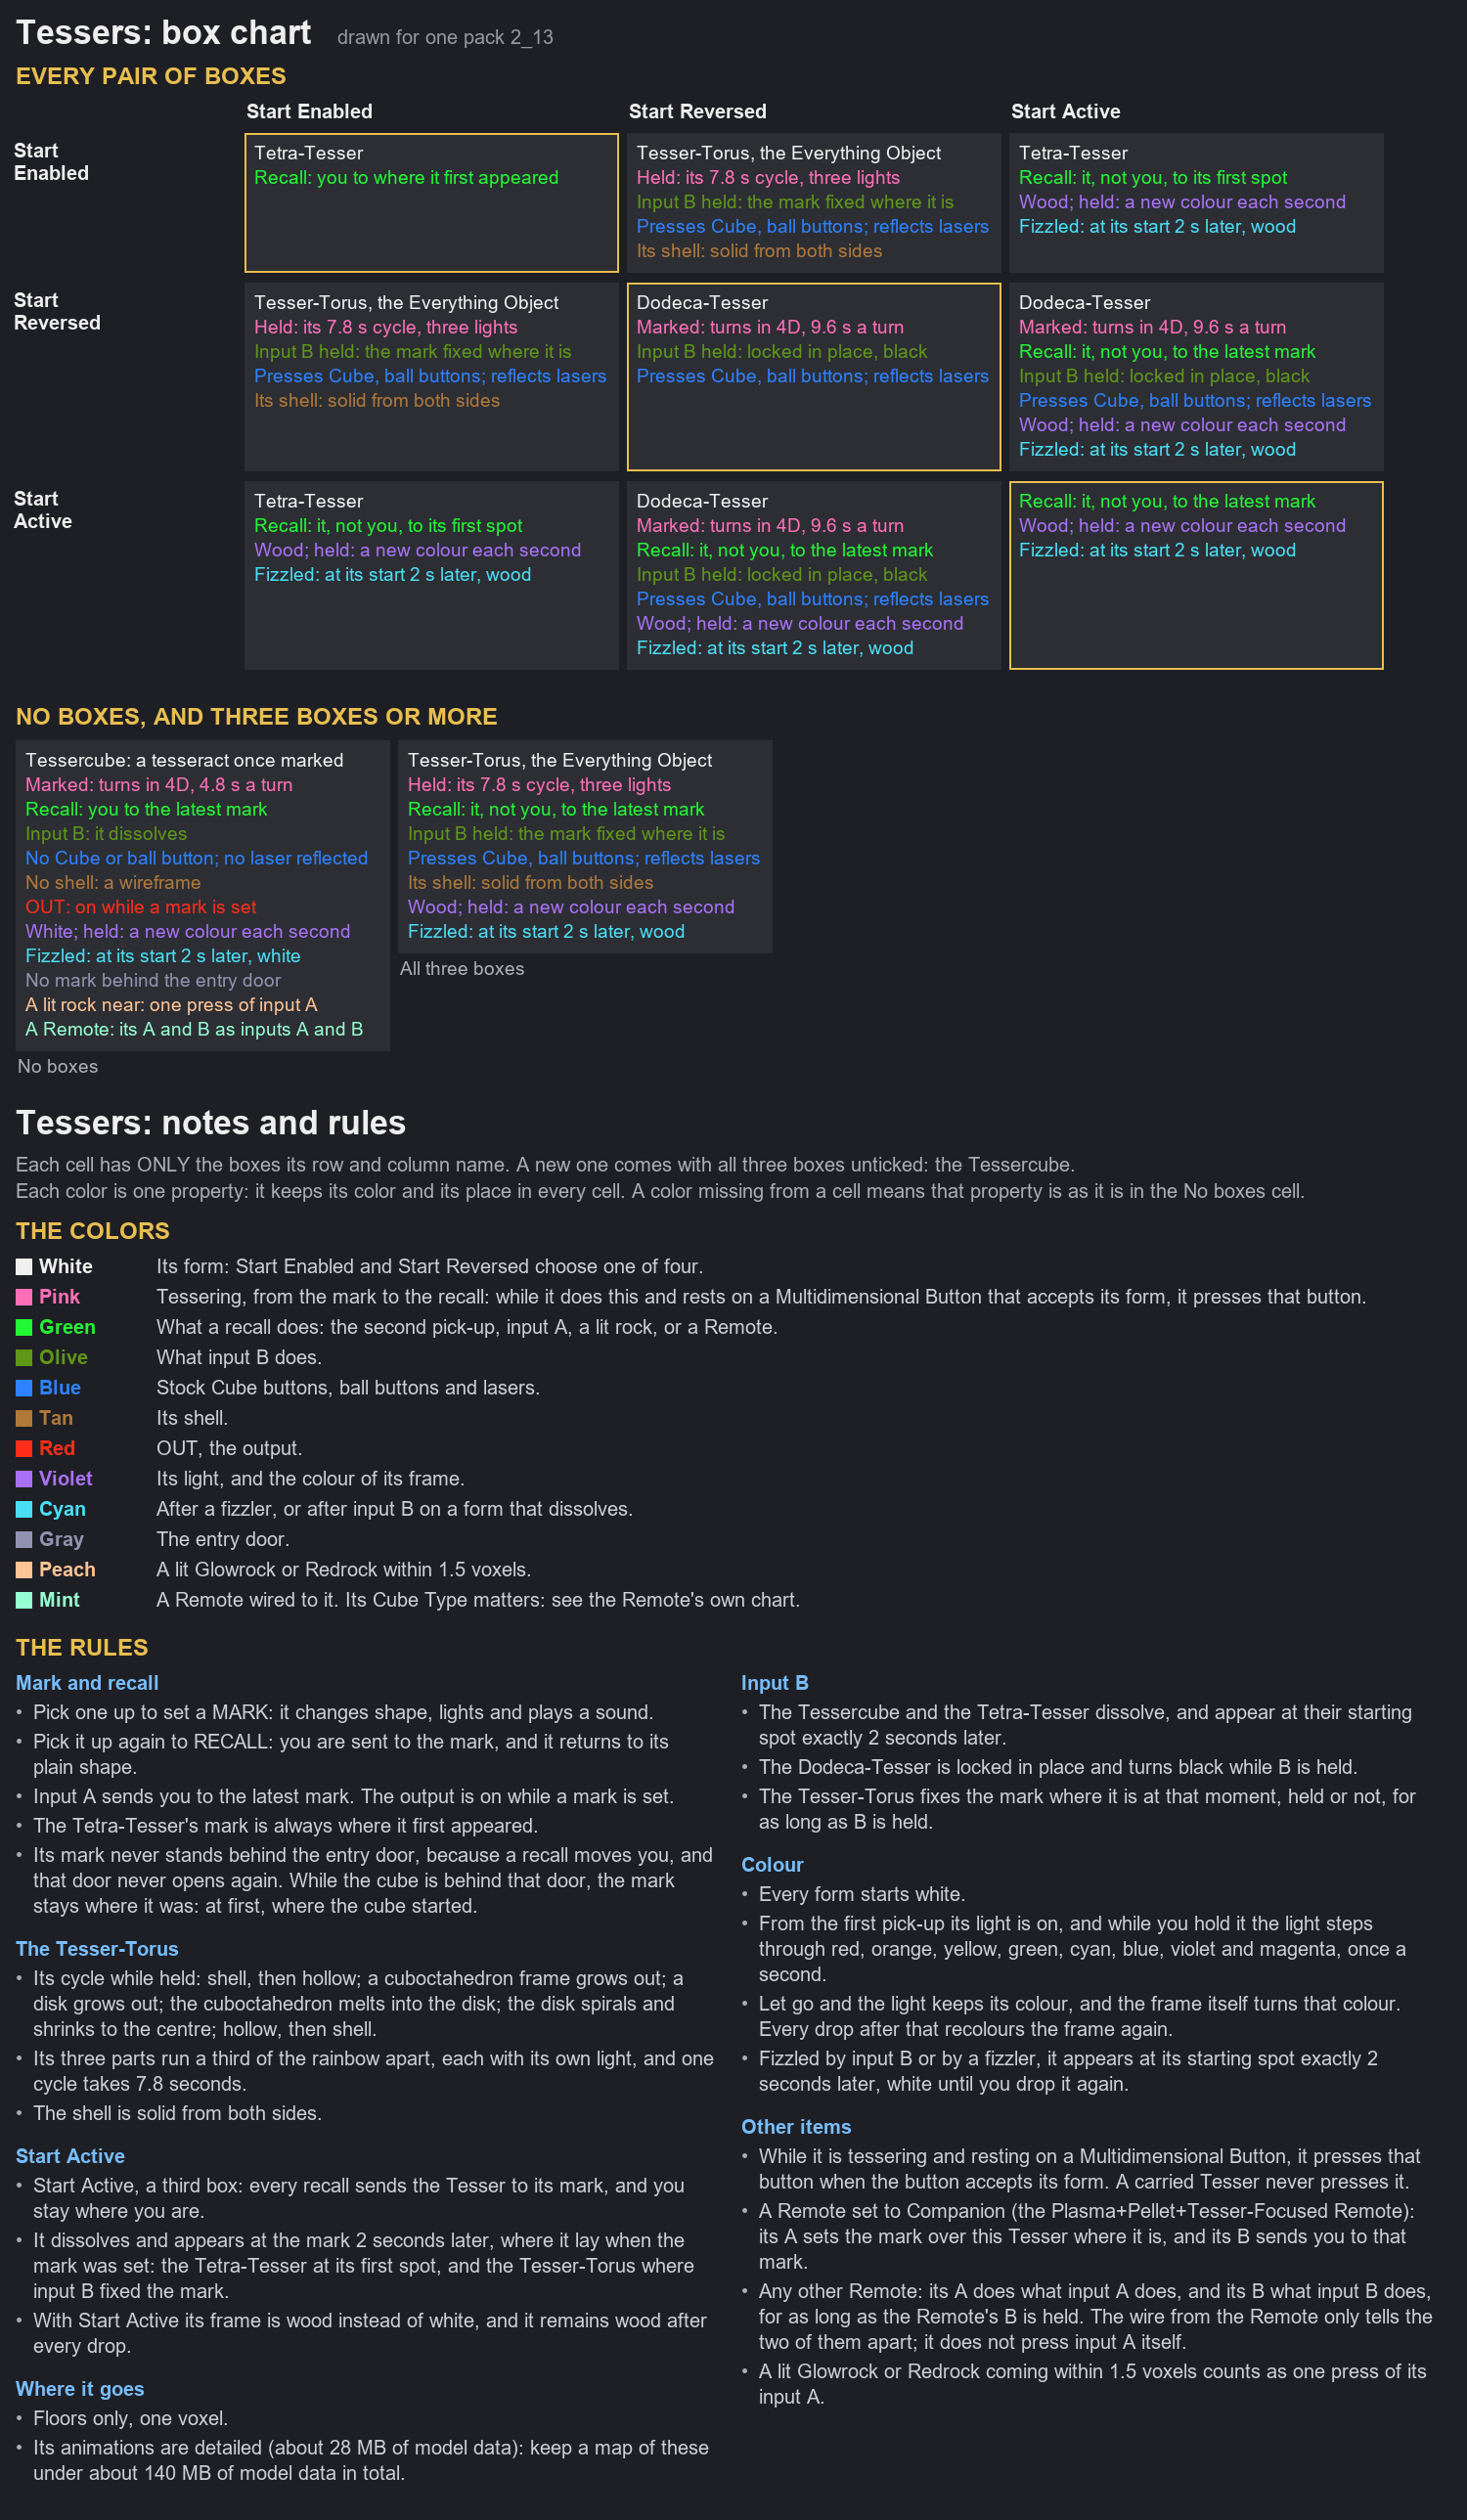 Tessers: box chart drawn for one pack 2_13
EVERY PAIR OF BOXES
Start Enabled
Start Reversed
Start Active
Start
Enabled
Tetra-Tesser
Recall: you to where it first appeared
Tesser-Torus, the Everything Object
Held: its 7.8 s cycle, three lights
Input B held: the mark fixed where it is
Presses Cube, ball buttons; reflects lasers
Its shell: solid from both sides
Tetra-Tesser
Recall: it, not you, to its first spot
Wood; held: a new colour each second
Fizzled: at its start 2 s later, wood
Start
Reversed
Tesser-Torus, the Everything Object
Held: its 7.8 s cycle, three lights
Input B held: the mark fixed where it is
Presses Cube, ball buttons; reflects lasers
Its shell: solid from both sides
Dodeca-Tesser
Marked: turns in 4D, 9.6 s a turn
Input B held: locked in place, black
Presses Cube, ball buttons; reflects lasers
Dodeca-Tesser
Marked: turns in 4D, 9.6 s a turn
Recall: it, not you, to the latest mark
Input B held: locked in place, black
Presses Cube, ball buttons; reflects lasers
Wood; held: a new colour each second
Fizzled: at its start 2 s later, wood
Start
Active
Tetra-Tesser
Recall: it, not you, to its first spot
Wood; held: a new colour each second
Fizzled: at its start 2 s later, wood
Dodeca-Tesser
Marked: turns in 4D, 9.6 s a turn
Recall: it, not you, to the latest mark
Input B held: locked in place, black
Presses Cube, ball buttons; reflects lasers
Wood; held: a new colour each second
Fizzled: at its start 2 s later, wood
Recall: it, not you, to the latest mark
Wood; held: a new colour each second
Fizzled: at its start 2 s later, wood
NO BOXES, AND THREE BOXES OR MORE
Tessercube: a tesseract once marked
Marked: turns in 4D, 4.8 s a turn
Recall: you to the latest mark
Input B: it dissolves
No Cube or ball button; no laser reflected
No shell: a wireframe
OUT: on while a mark is set
White; held: a new colour each second
Fizzled: at its start 2 s later, white
No mark behind the entry door
A lit rock near: one press of input A
A Remote: its A and B as inputs A and B
No boxes
Tesser-Torus, the Everything Object
Held: its 7.8 s cycle, three lights
Recall: it, not you, to the latest mark
Input B held: the mark fixed where it is
Presses Cube, ball buttons; reflects lasers
Its shell: solid from both sides
Wood; held: a new colour each second
Fizzled: at its start 2 s later, wood
All three boxes
Tessers: notes and rules
Each cell has ONLY the boxes its row and column name. A new one comes with all three boxes unticked: the Tessercube.
Each color is one property: it keeps its color and its place in every cell. A color missing from a cell means that property is as it is in the No boxes cell.
THE COLORS
White Its form: Start Enabled and Start Reversed choose one of four.
Pink Tessering, from the mark to the recall: while it does this and rests on a Multidimensional Button that accepts its form, it presses that button.
Green What a recall does: the second pick-up, input A, a lit rock, or a Remote.
Olive What input B does.
Blue Stock Cube buttons, ball buttons and lasers.
Tan Its shell.
Red OUT, the output.
Violet Its light, and the colour of its frame.
Cyan After a fizzler, or after input B on a form that dissolves.
Gray The entry door.
Peach A lit Glowrock or Redrock within 1.5 voxels.
Mint A Remote wired to it. Its Cube Type matters: see the Remote's own chart.
THE RULES
Mark and recall
• Pick one up to set a MARK: it changes shape, lights and plays a sound.
• Pick it up again to RECALL: you are sent to the mark, and it returns to its
plain shape.
• Input A sends you to the latest mark. The output is on while a mark is set.
• The Tetra-Tesser's mark is always where it first appeared.
• Its mark never stands behind the entry door, because a recall moves you, and
that door never opens again. While the cube is behind that door, the mark
stays where it was: at first, where the cube started.
The Tesser-Torus
• Its cycle while held: shell, then hollow; a cuboctahedron frame grows out; a
disk grows out; the cuboctahedron melts into the disk; the disk spirals and
shrinks to the centre; hollow, then shell.
• Its three parts run a third of the rainbow apart, each with its own light, and one
cycle takes 7.8 seconds.
• The shell is solid from both sides.
Start Active
• Start Active, a third box: every recall sends the Tesser to its mark, and you
stay where you are.
• It dissolves and appears at the mark 2 seconds later, where it lay when the
mark was set: the Tetra-Tesser at its first spot, and the Tesser-Torus where
input B fixed the mark.
• With Start Active its frame is wood instead of white, and it remains wood after
every drop.
Where it goes
• Floors only, one voxel.
• Its animations are detailed (about 28 MB of model data): keep a map of these
under about 140 MB of model data in total.
Input B
• The Tessercube and the Tetra-Tesser dissolve, and appear at their starting
spot exactly 2 seconds later.
• The Dodeca-Tesser is locked in place and turns black while B is held.
• The Tesser-Torus fixes the mark where it is at that moment, held or not, for
as long as B is held.
Colour
• Every form starts white.
• From the first pick-up its light is on, and while you hold it the light steps
through red, orange, yellow, green, cyan, blue, violet and magenta, once a
second.
• Let go and the light keeps its colour, and the frame itself turns that colour.
Every drop after that recolours the frame again.
• Fizzled by input B or by a fizzler, it appears at its starting spot exactly 2
seconds later, white until you drop it again.
Other items
• While it is tessering and resting on a Multidimensional Button, it presses that
button when the button accepts its form. A carried Tesser never presses it.
• A Remote set to Companion (the Plasma+Pellet+Tesser-Focused Remote):
its A sets the mark over this Tesser where it is, and its B sends you to that
mark.
• Any other Remote: its A does what input A does, and its B what input B does,
for as long as the Remote's B is held. The wire from the Remote only tells the
two of them apart; it does not press input A itself.
• A lit Glowrock or Redrock coming within 1.5 voxels counts as one press of its
input A.